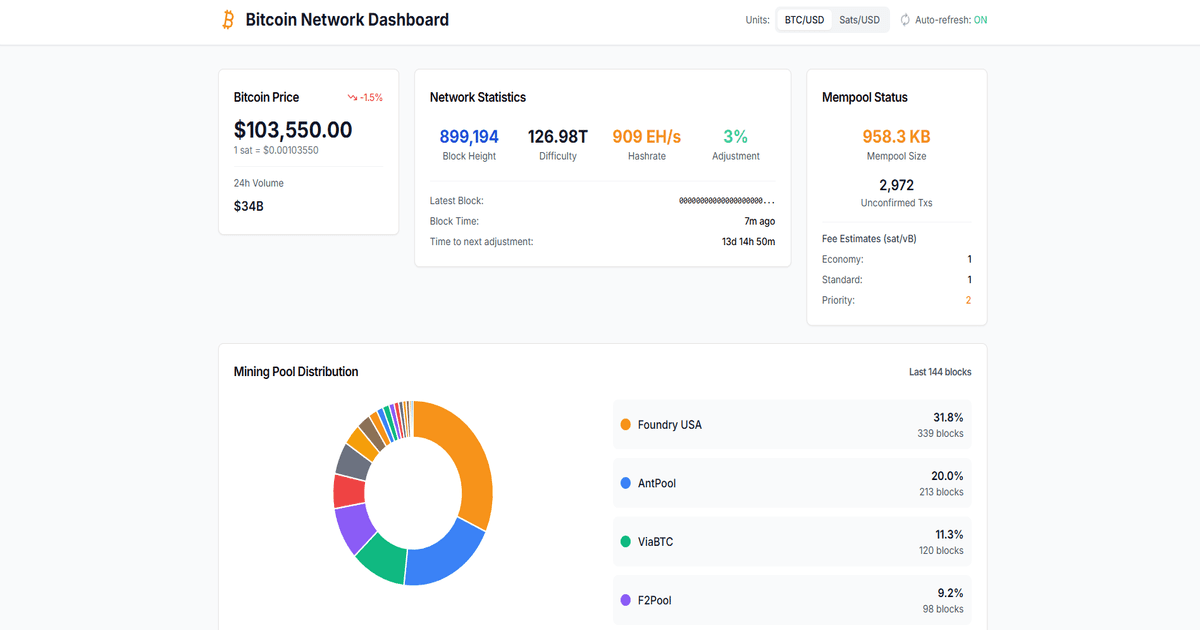 Bitcoin Network Dashboard
Units: BTC/USD Sats/USD Auto-refresh: ON
Bitcoin Price -1.5%
$103,550.00
1 sat = $0.00103550
24h Volume
$34B
Network Statistics
899,194 126.98T 909 EH/s 3%
Block Height Difficulty Hashrate Adjustment
Latest Block: 00000000000000000000...
Block Time: 7m ago
Time to next adjustment: 13d 14h 50m
Mempool Status
958.3 KB
Mempool Size
2,972
Unconfirmed Txs
Fee Estimates (sat/vB)
Economy: 1
Standard: 1
Priority: 2
Mining Pool Distribution Last 144 blocks
Foundry USA 31.8%
339 blocks
AntPool 20.0%
213 blocks
ViaBTC 11.3%
120 blocks
F2Pool 9.2%
98 blocks